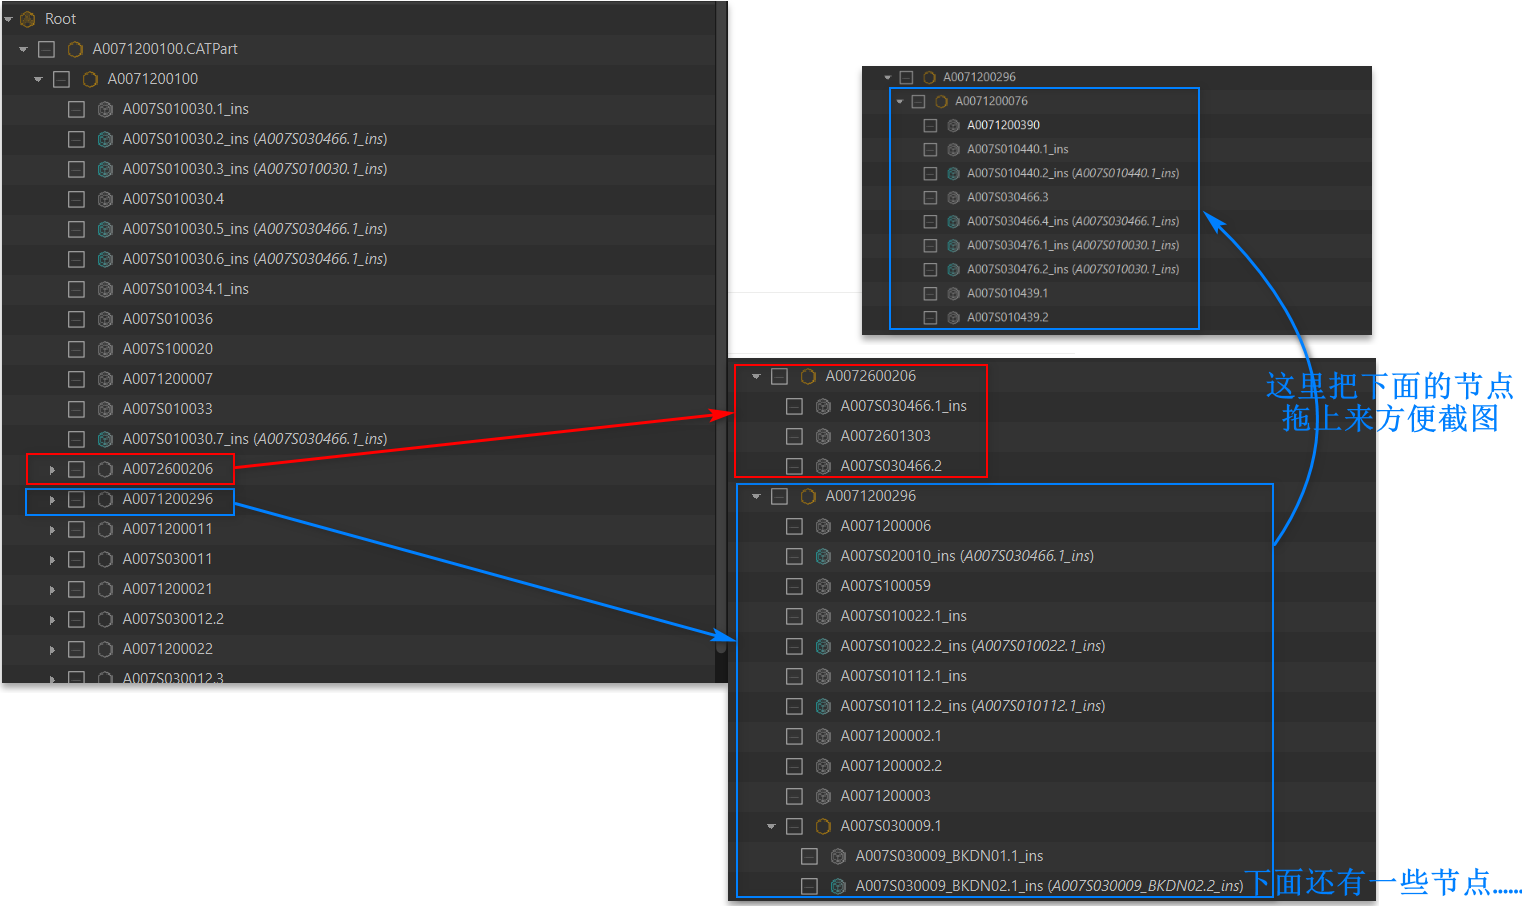 Root
A0071200100.CATPart
A0071200100
A007S010030.1_ins
A007S010030.2_ins (A007S030466.1_ins)
A007S010030.3_ins (A007S010030.1_ins)
A007S010030.4
A007S010030.5_ins (A007S030466.1_ins)
A007S010030.6_ins (A007S030466.1_ins)
A007S010034.1_ins
A007S010036
A007S100020
A0071200007
A007S010033
A007S010030.7_ins (A007S030466.1_ins)
A0072600206
A0071200296
A0071200011
A007S030011
A0071200021
A007S030012.2
A0071200022
A007S030012.3
A0071200296
A0071200076
A0071200390
A007S010440.1_ins
A007S010440.2_ins (A007S010440.1_ins)
A007S030466.3
A007S030466.4_ins (A007S030466.1_ins)
A007S030476.1_ins (A007S010030.1_ins)
A007S030476.2_ins (A007S010030.1_ins)
A007S010439.1
A007S010439.2
这里把下面的节点
拖上来方便截图
A0072600206
A007S030466.1_ins
A0072601303
A007S030466.2
A0071200296
A0071200006
A007S020010_ins (A007S030466.1_ins)
A007S100059
A007S010022.1_ins
A007S010022.2_ins (A007S010022.1_ins)
A007S010112.1_ins
A007S010112.2_ins (A007S010112.1_ins)
A0071200002.1
A0071200002.2
A0071200003
A007S030009.1
A007S030009_BKDN01.1_ins
A007S030009_BKDN02.1_ins (A007S030009_BKDN02.2_ins)
下面还有一些节点......